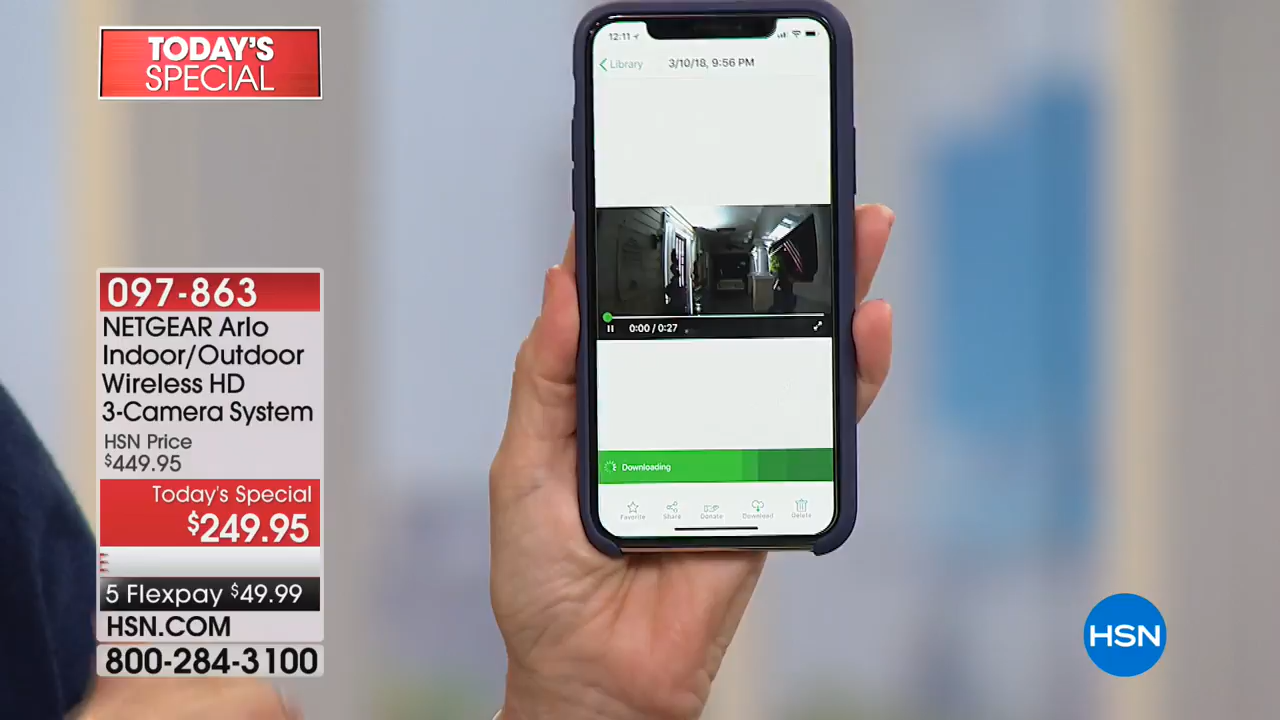 TODAY'S
SPECIAL
12:11
Library
3/10/18, 9:56 PM
0:00 / 0:27
Downloading
Favorite
Share
Donate
Download
Delete
097-863
NETGEAR Arlo
Indoor/Outdoor
Wireless HD
3-Camera System
HSN Price
$449.95
Today's Special
$249.95
5 Flexpay $49.99
HSN.COM
800-284-3100
HSN